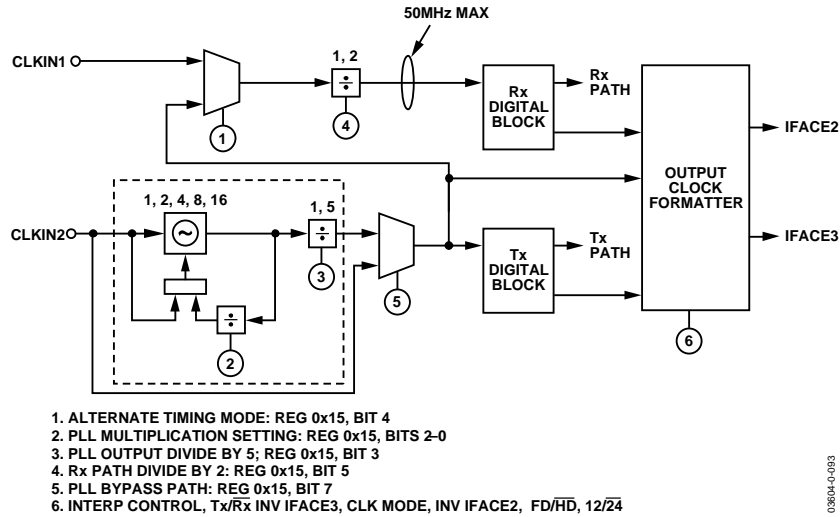 50MHz MAX
CLKIN1
1, 2
÷
Rx
DIGITAL
BLOCK
Rx
PATH
1
4
IFACE2
OUTPUT
CLOCK
FORMATTER
1, 2, 4, 8, 16
1, 5
CLKIN2
~
÷
3
Tx
DIGITAL
BLOCK
Tx
PATH
IFACE3
÷
2
5
6
1. ALTERNATE TIMING MODE: REG 0x15, BIT 4
2. PLL MULTIPLICATION SETTING: REG 0x15, BITS 2–0
3. PLL OUTPUT DIVIDE BY 5; REG 0x15, BIT 3
4. Rx PATH DIVIDE BY 2: REG 0x15, BIT 5
5. PLL BYPASS PATH: REG 0x15, BIT 7
6. INTERP CONTROL, Tx/R̅x̅ INV IFACE3, CLK MODE, INV IFACE2, FD/H̅D̅, 12/2̅4̅
03604-0-093